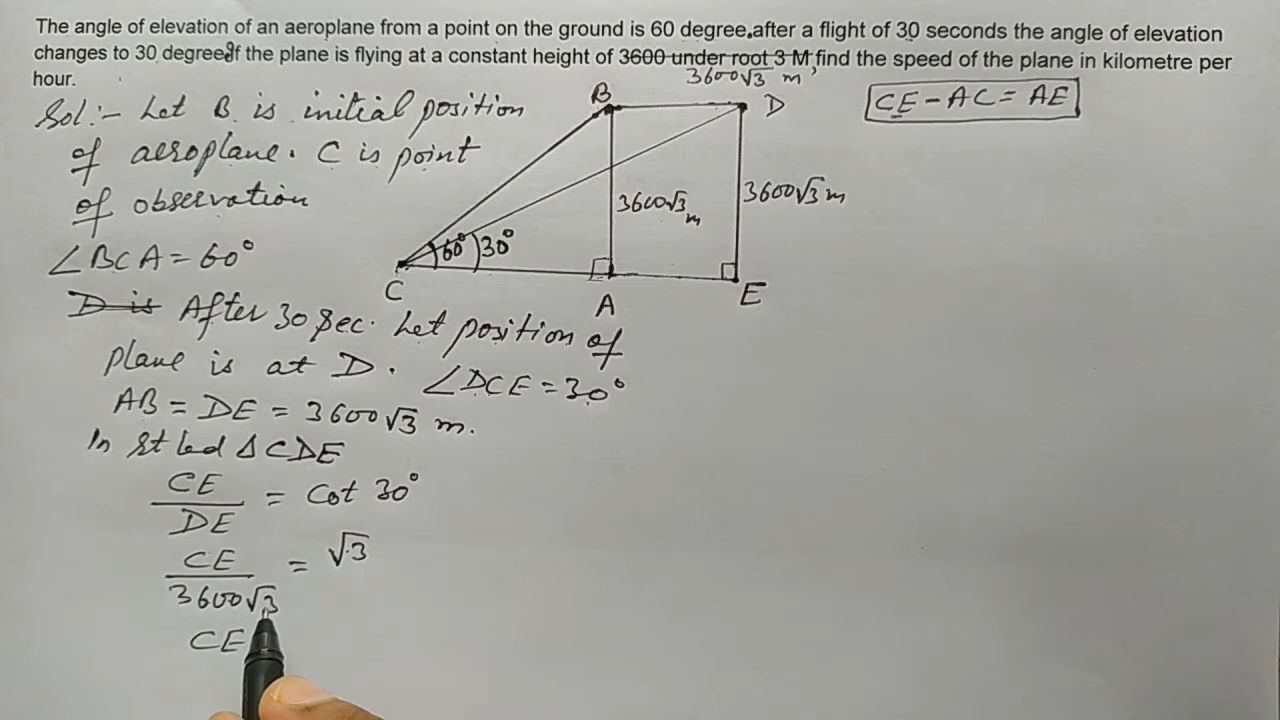 The angle of elevation of an aeroplane from a point on the ground is 60 degree.after a flight of 30 seconds the angle of elevation
changes to 30 degree If the plane is flying at a constant height of 3600 under root 3 M find the speed of the plane in kilometre per
hour.
3600√3 m,
CE - AC = AE
Sol:- Let B is initial position
of aeroplane. C is point
of observation
∠BCA = 60°
D is After 30 sec. Let position of
plane is at D. ∠DCE = 30°
AB = DE = 3600√3 m.
In rt led Δ CDE
CE/DE = Cot 30°
CE/3600√3 = √3
CE
B
D
3600√3 m
3600√3 m
60° 30°
C
A
E